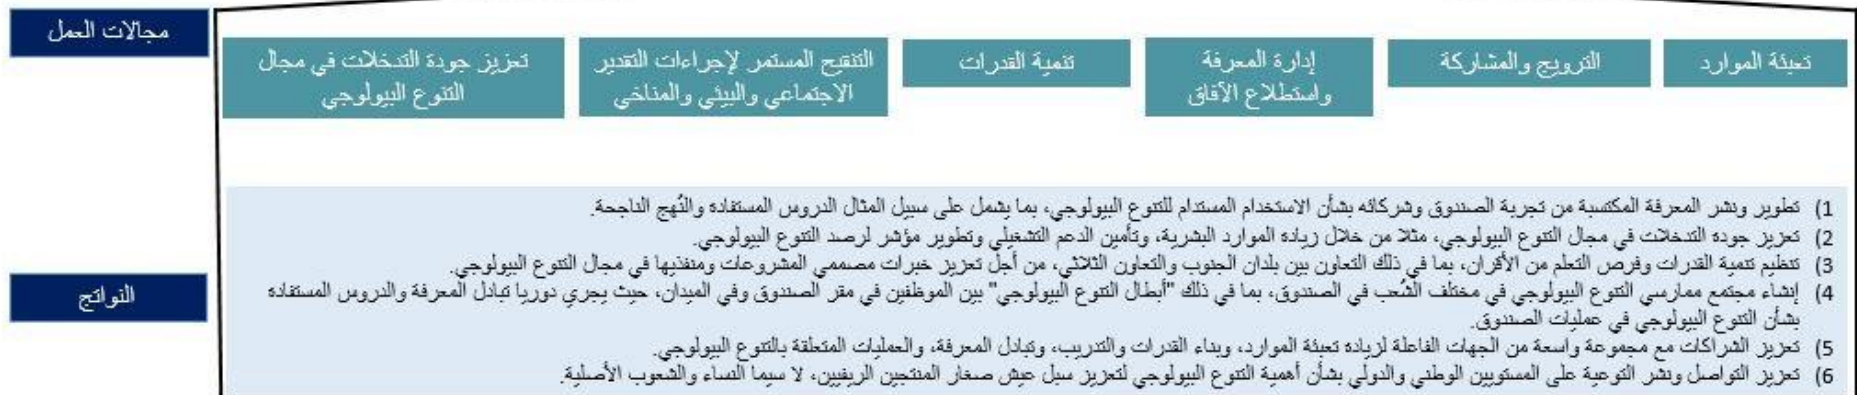 مجالات العمل
تعبئة الموارد
الترويج والمشاركة
إدارة المعرفة
واستطلاع الآفاق
تنمية القدرات
التنقيح المستمر لإجراءات التقدير
الاجتماعي والبيئي والمناخي
تعزيز جودة التدخلات في مجال
التنوع البيولوجي
النواتج
1) تطوير ونشر المعرفة المكتسبة من تجربة الصندوق وشركائه بشأن الاستخدام المستدام للتنوع البيولوجي، بما يشمل على سبيل المثال الدروس المستفادة والنُهج الناجحة.
2) تعزيز جودة التدخلات في مجال التنوع البيولوجي، مثلا من خلال زيادة الموارد البشرية، وتأمين الدعم التشغيلي وتطوير مؤشر لرصد التنوع البيولوجي.
3) تنظيم تنمية القدرات وفرص التعلم من الأقران، بما في ذلك التعاون بين بلدان الجنوب والتعاون الثلاثي، من أجل تعزيز خبرات مصممي المشروعات ومنفذيها في مجال التنوع البيولوجي.
4) إنشاء مجتمع ممارسي التنوع البيولوجي في مختلف الشُعب في الصندوق، بما في ذلك "أبطال التنوع البيولوجي" بين الموظفين في مقر الصندوق وفي الميدان، حيث يجري دوريا تبادل المعرفة والدروس المستفادة
بشأن التنوع البيولوجي في عمليات الصندوق.
5) تعزيز الشراكات مع مجموعة واسعة من الجهات الفاعلة لزيادة تعبئة الموارد، وبناء القدرات والتدريب، وتبادل المعرفة، والعمليات المتعلقة بالتنوع البيولوجي.
6) تعزيز التواصل ونشر التوعية على المستويين الوطني والدولي بشأن أهمية التنوع البيولوجي لتعزيز سبل عيش صغار المنتجين الريفيين، لا سيما النساء والشعوب الأصلية.